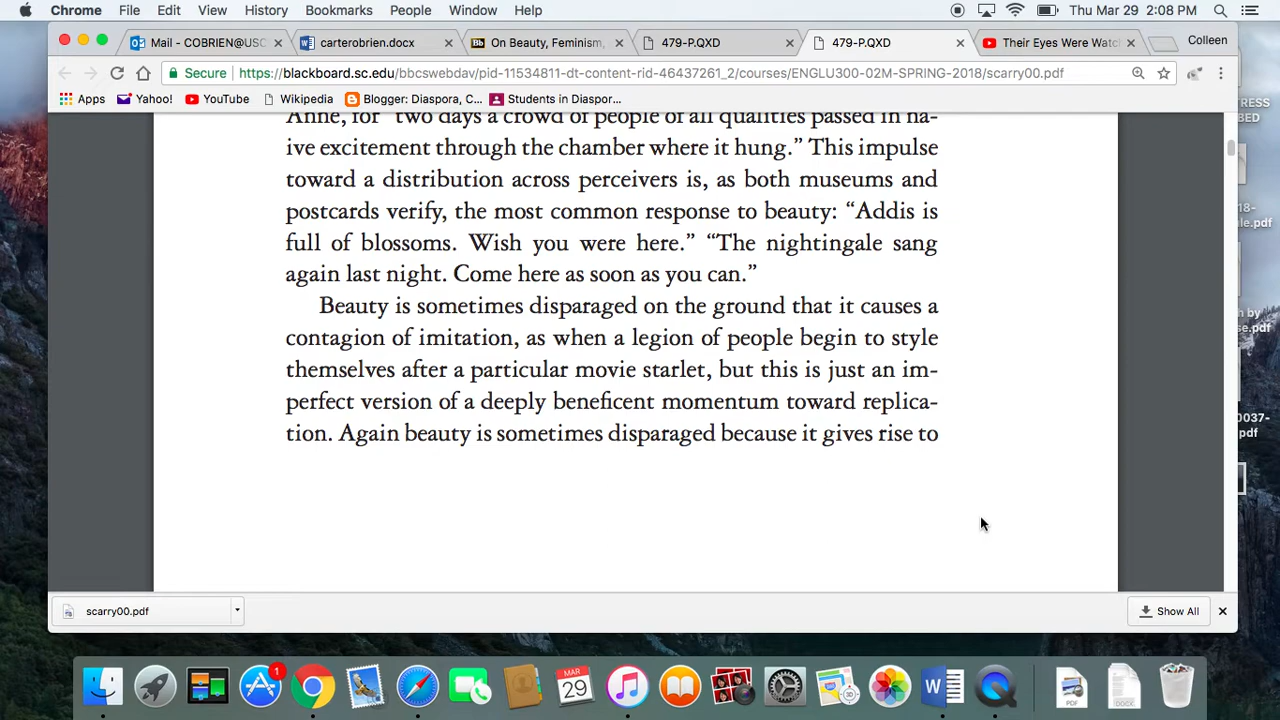 Chrome File Edit View History Bookmarks People Window Help Thu Mar 29 2:08 PM
Mail - COBRIEN@USC carterobrien.docx On Beauty, Feminism, 479-P.QXD 479-P.QXD Their Eyes Were Watc Colleen
Secure https://blackboard.sc.edu/bbcswebdav/pid-11534811-dt-content-rid-46437261_2/courses/ENGLU300-02M-SPRING-2018/scarry00.pdf
Apps Yahoo! YouTube Wikipedia Blogger: Diaspora, C... Students in Diaspor...
Anne, for “two days a crowd of people of all qualities passed in na-
ive excitement through the chamber where it hung.” This impulse
toward a distribution across perceivers is, as both museums and
postcards verify, the most common response to beauty: “Addis is
full of blossoms. Wish you were here.” “The nightingale sang
again last night. Come here as soon as you can.”
Beauty is sometimes disparaged on the ground that it causes a
contagion of imitation, as when a legion of people begin to style
themselves after a particular movie starlet, but this is just an im-
perfect version of a deeply beneficent momentum toward replica-
tion. Again beauty is sometimes disparaged because it gives rise to
scarry00.pdf Show All
1
MAR
29
PDF DOCX